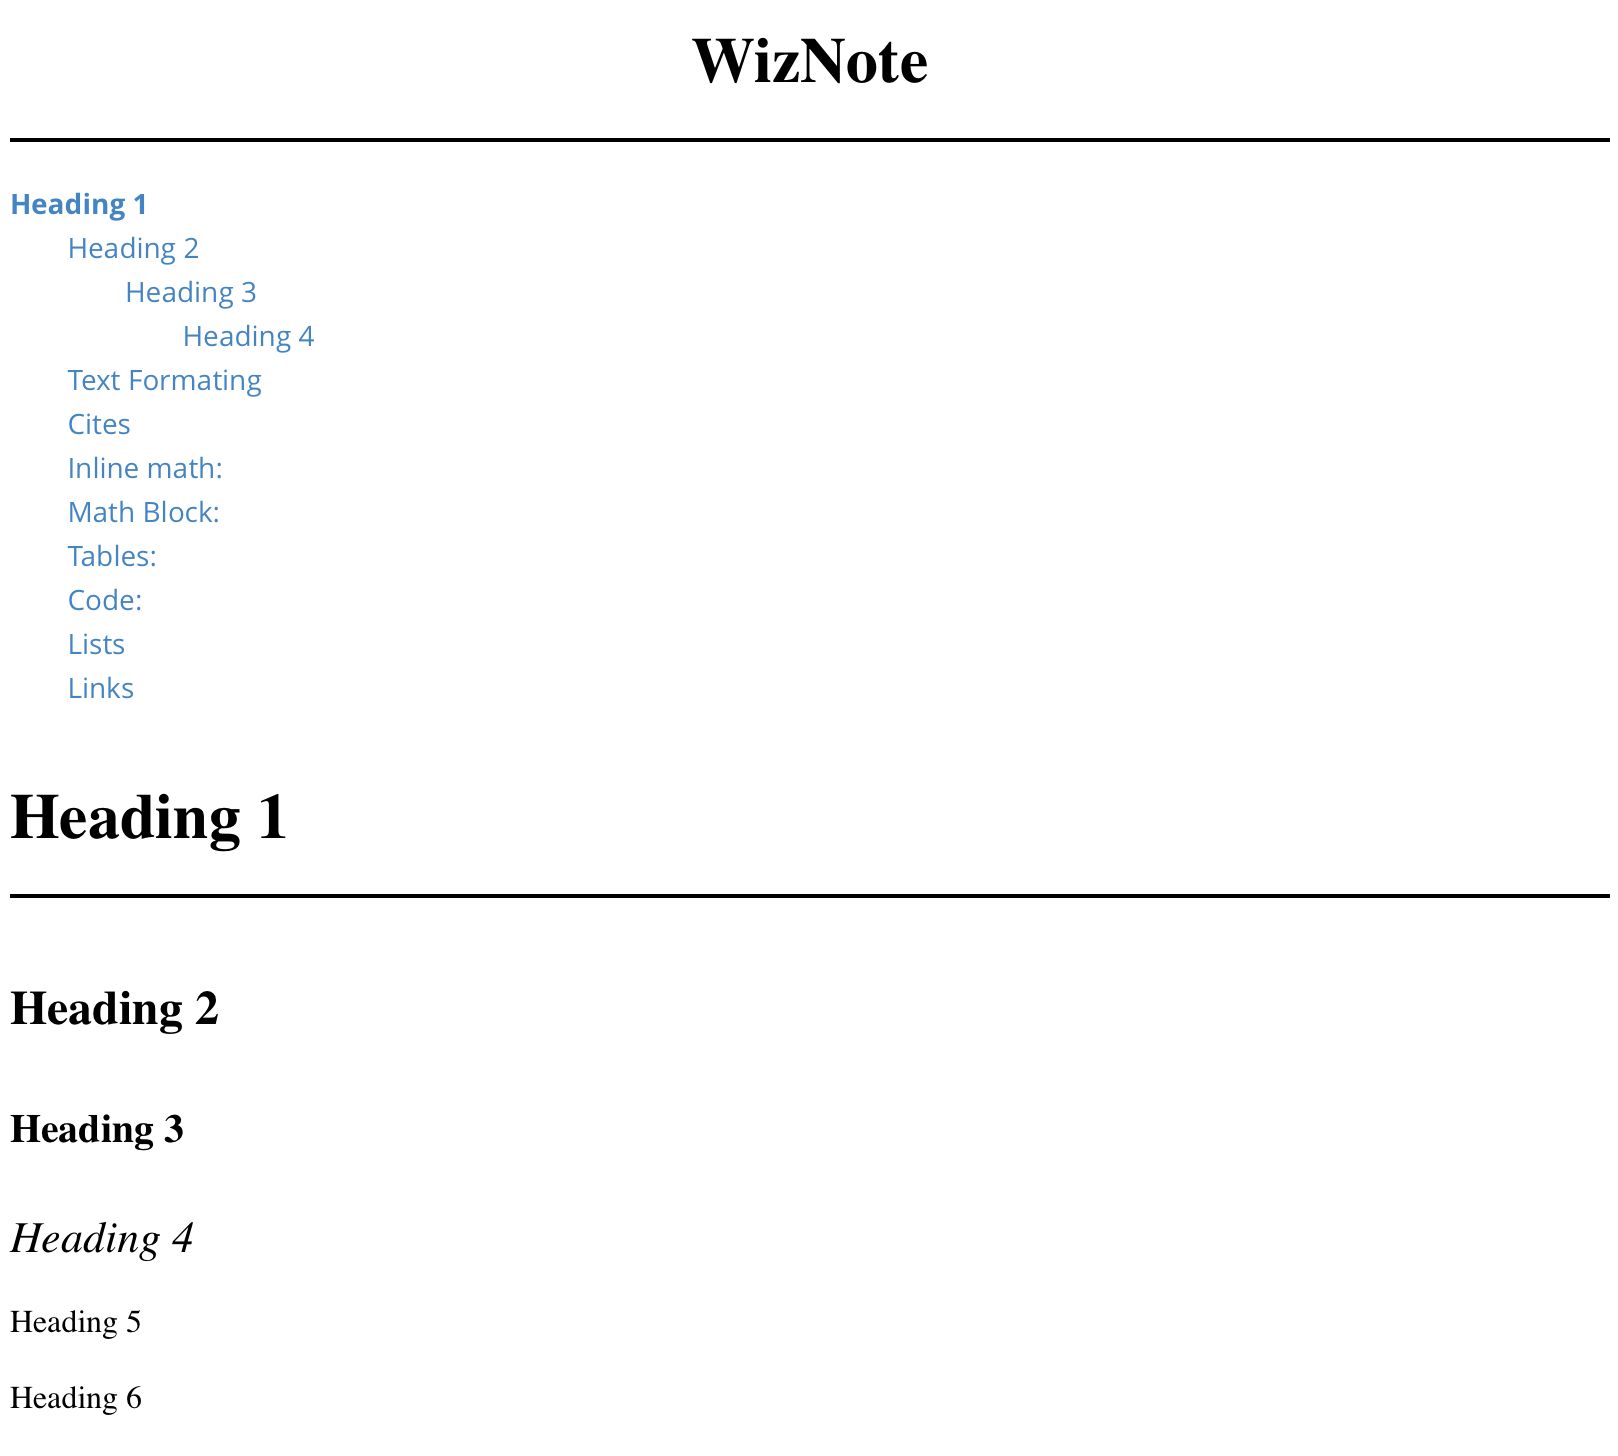 WizNote
Heading 1
Heading 2
Heading 3
Heading 4
Text Formating
Cites
Inline math:
Math Block:
Tables:
Code:
Lists
Links
Heading 1
Heading 2
Heading 3
Heading 4
Heading 5
Heading 6